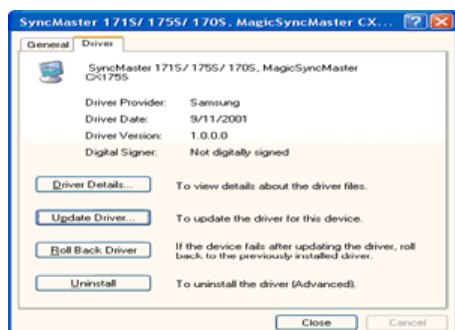 SyncMaster 171S/ 175S/ 170S, MagicSyncMaster CX...
General Driver
SyncMaster 171S/ 175S/ 170S, MagicSyncMaster
CX175S
Driver Provider: Samsung
Driver Date: 9/11/2001
Driver Version: 1.0.0.0
Digital Signer: Not digitally signed
Driver Details... To view details about the driver files.
Update Driver... To update the driver for this device.
Roll Back Driver If the device fails after updating the driver, roll
back to the previously installed driver.
Uninstall To uninstall the driver (Advanced).
Close Cancel